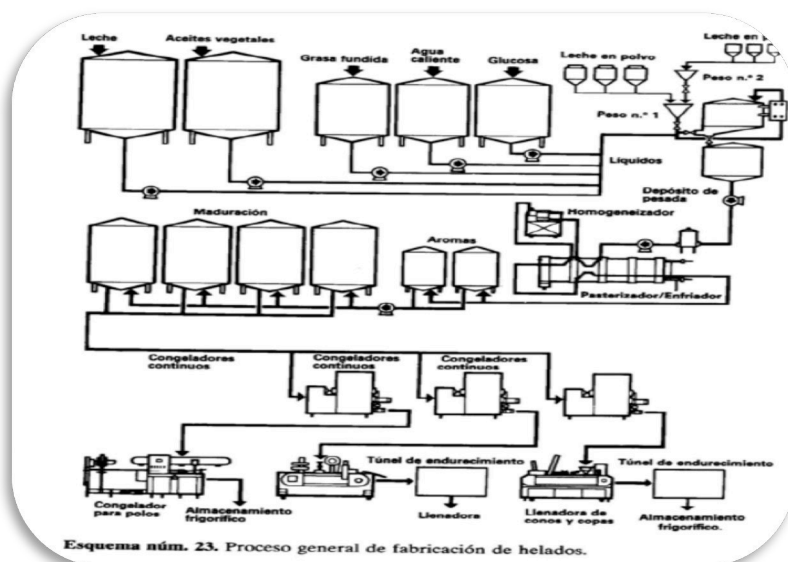 Leche
Aceites vegetales
Grasa fundida
Agua
caliente
Glucosa
Leche en polvo
Leche en
Peso n.º 2
Peso n.º 1
Líquidos
Depósito de
pesada
Homogeneizador
Maduración
Aromas
Pasterizador/Enfriador
Congeladores
continuos
Congeladores
continuos
Congeladores
continuos
Congelador
para polos
Almacenamiento
frigorífico
Túnel de endurecimiento
Llenadora
Llenadora de
conos y copas
Túnel de endurecimiento
Almacenamiento
frigorífico.
Esquema núm. 23. Proceso general de fabricación de helados.